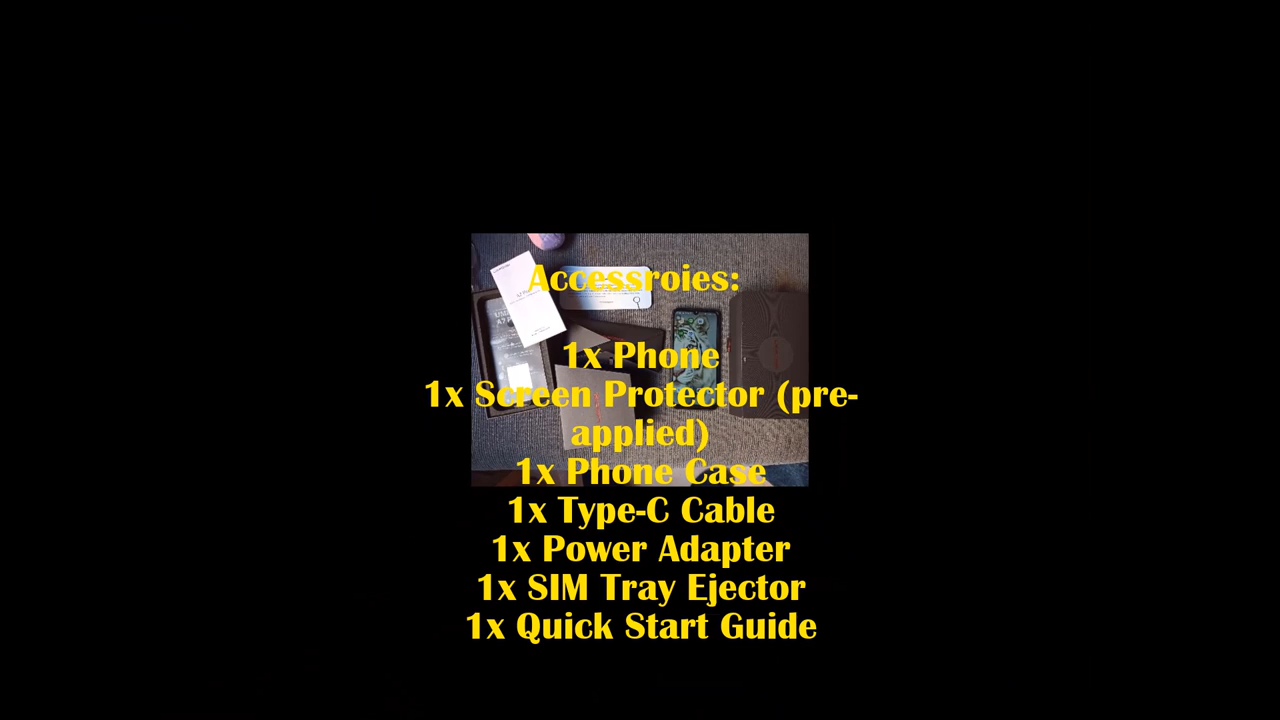 Accessroies:
1x Phone
1x Screen Protector (pre-
applied)
1x Phone Case
1x Type-C Cable
1x Power Adapter
1x SIM Tray Ejector
1x Quick Start Guide